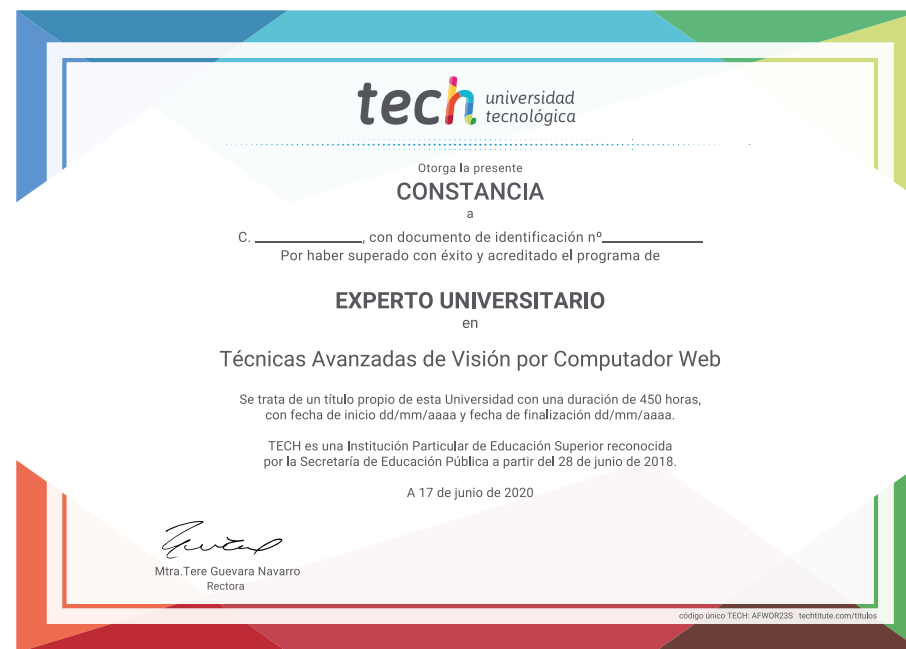 tech universidad
tecnológica
Otorga la presente
CONSTANCIA
a
C. ____________, con documento de identificación nº____________
Por haber superado con éxito y acreditado el programa de
EXPERTO UNIVERSITARIO
en
Técnicas Avanzadas de Visión por Computador Web
Se trata de un título propio de esta Universidad con una duración de 450 horas,
con fecha de inicio dd/mm/aaaa y fecha de finalización dd/mm/aaaa.
TECH es una Institución Particular de Educación Superior reconocida
por la Secretaría de Educación Pública a partir del 28 de junio de 2018.
A 17 de junio de 2020
Mtra.Tere Guevara Navarro
Rectora
código único TECH: AFWOR23S techtitute.com/titulos